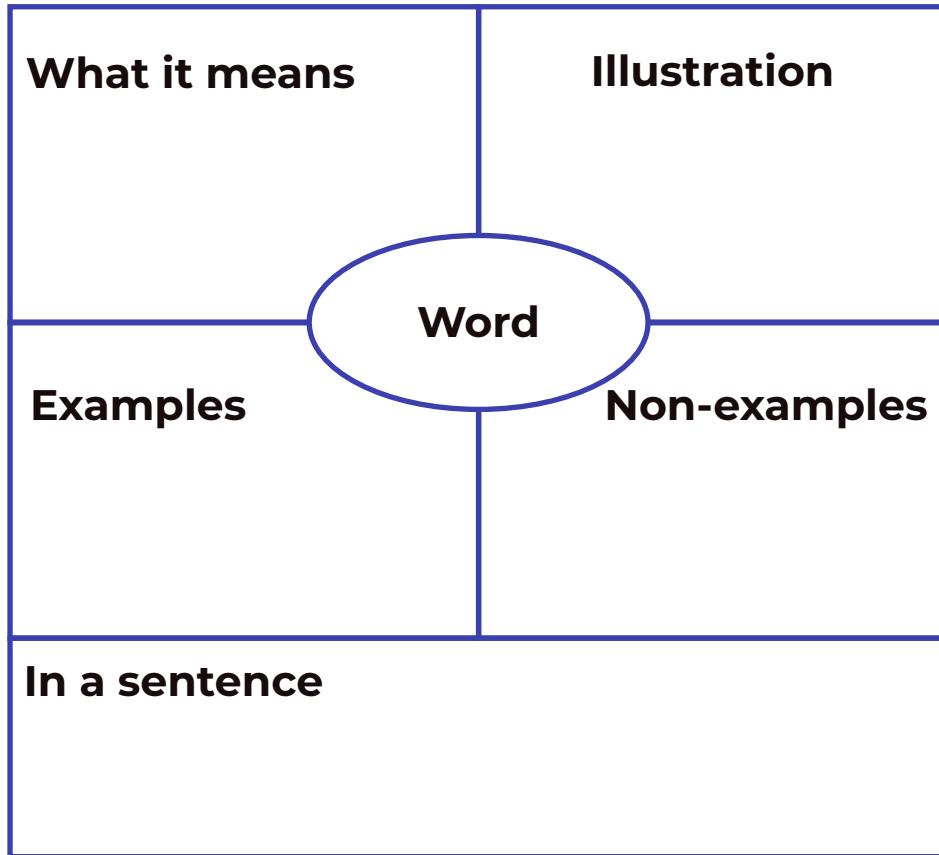 What it means
Illustration
Word
Examples
Non-examples
In a sentence